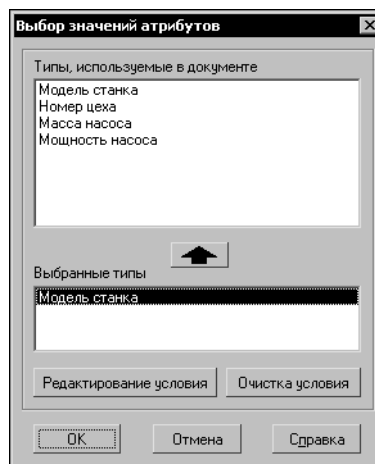 Выбор значений атрибутов
Типы, используемые в документе
Модель станка
Номер цеха
Масса насоса
Мощность насоса
Выбранные типы
Модель станка
Редактирование условия Очистка условия
OK Отмена Справка